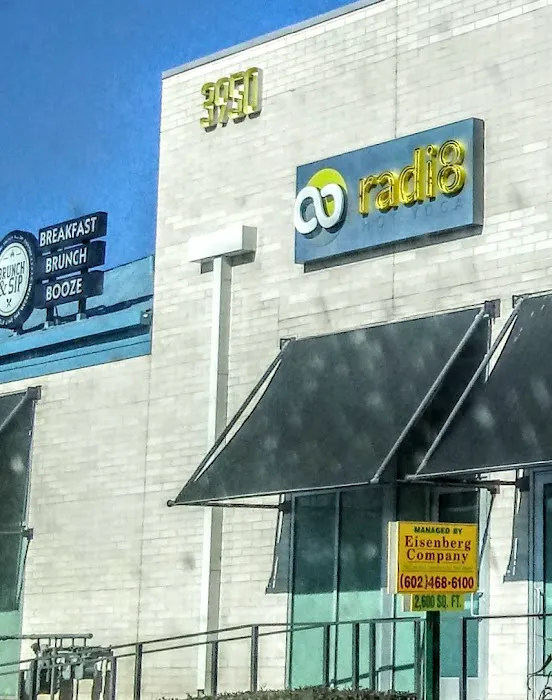 3950
radi8
HOT YOGA
BRUNCH
& SIP
BREAKFAST
BRUNCH
BOOZE
MANAGED BY
Eisenberg
Company
(602)468-6100
2,600 SQ. FT.